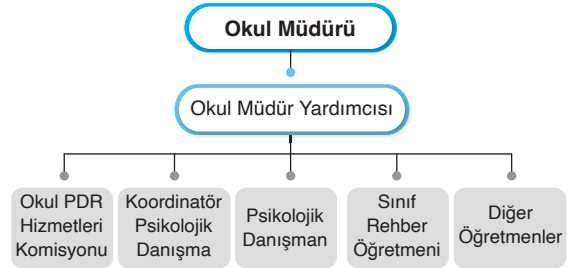 Okul Müdürü
Okul Müdür Yardımcısı
Okul PDR
Hizmetleri
Komisyonu
Koordinatör
Psikolojik
Danışma
Psikolojik
Danışman
Sınıf
Rehber
Öğretmeni
Diğer
Öğretmenler